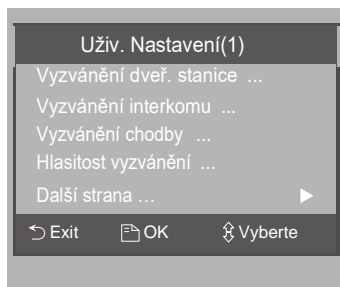 Uživ. Nastavení(1)
Vyzvánění dveř. stanice ...
Vyzvánění interkomu ...
Vyzvánění chodby ...
Hlasitost vyzvánění ...
Další strana ...
Exit OK Vyberte